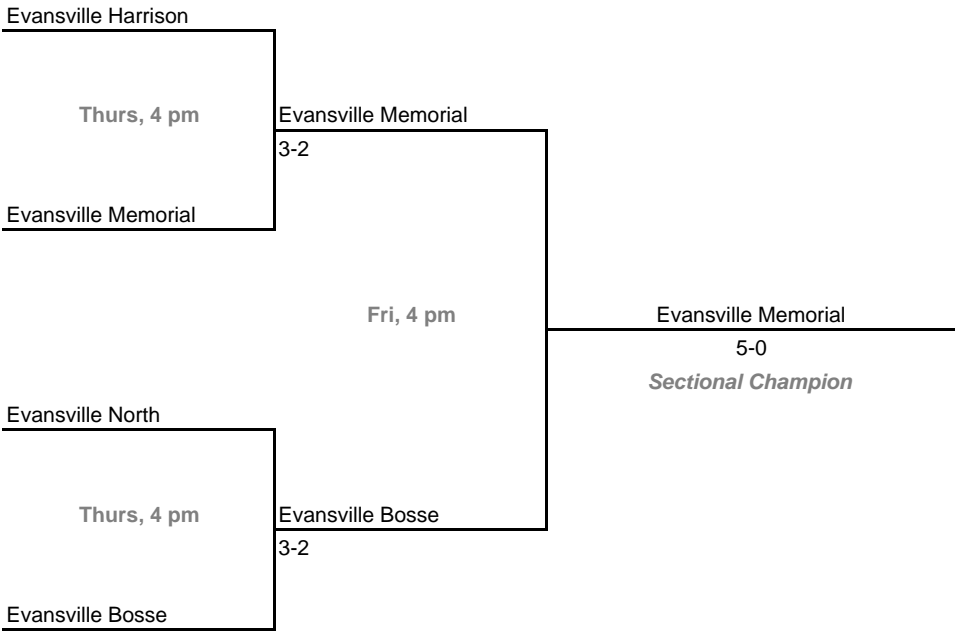 Evansville Harrison
Thurs, 4 pm
Evansville Memorial
3-2
Evansville Memorial
Fri, 4 pm
Evansville Memorial
5-0
Sectional Champion
Evansville North
Thurs, 4 pm
Evansville Bosse
3-2
Evansville Bosse